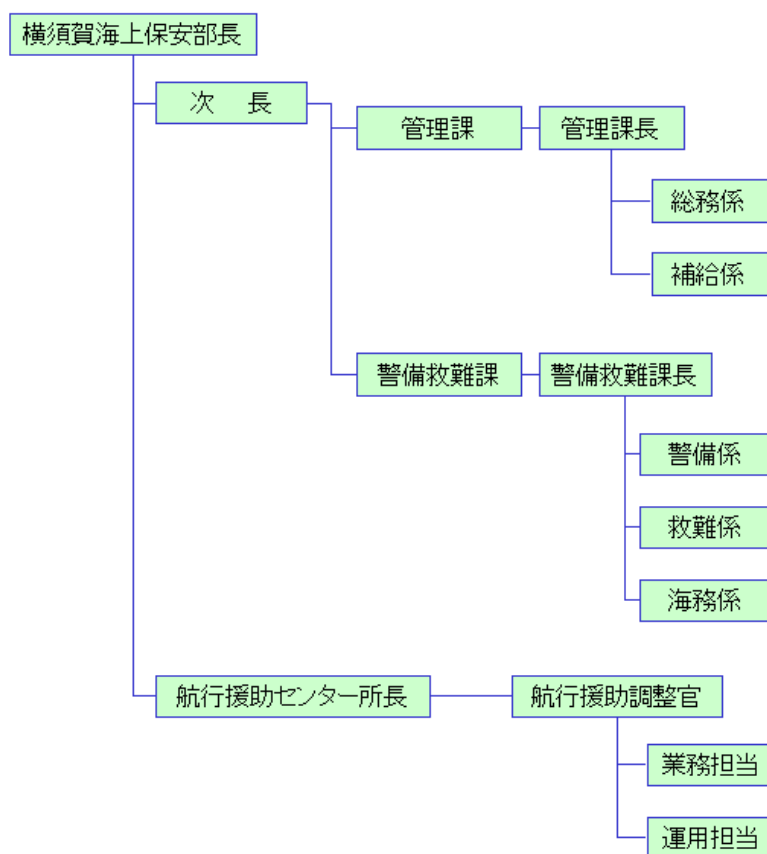 横須賀海上保安部長
次　長
管理課
管理課長
総務係
補給係
警備救難課
警備救難課長
警備係
救難係
海務係
航行援助センター所長
航行援助調整官
業務担当
運用担当